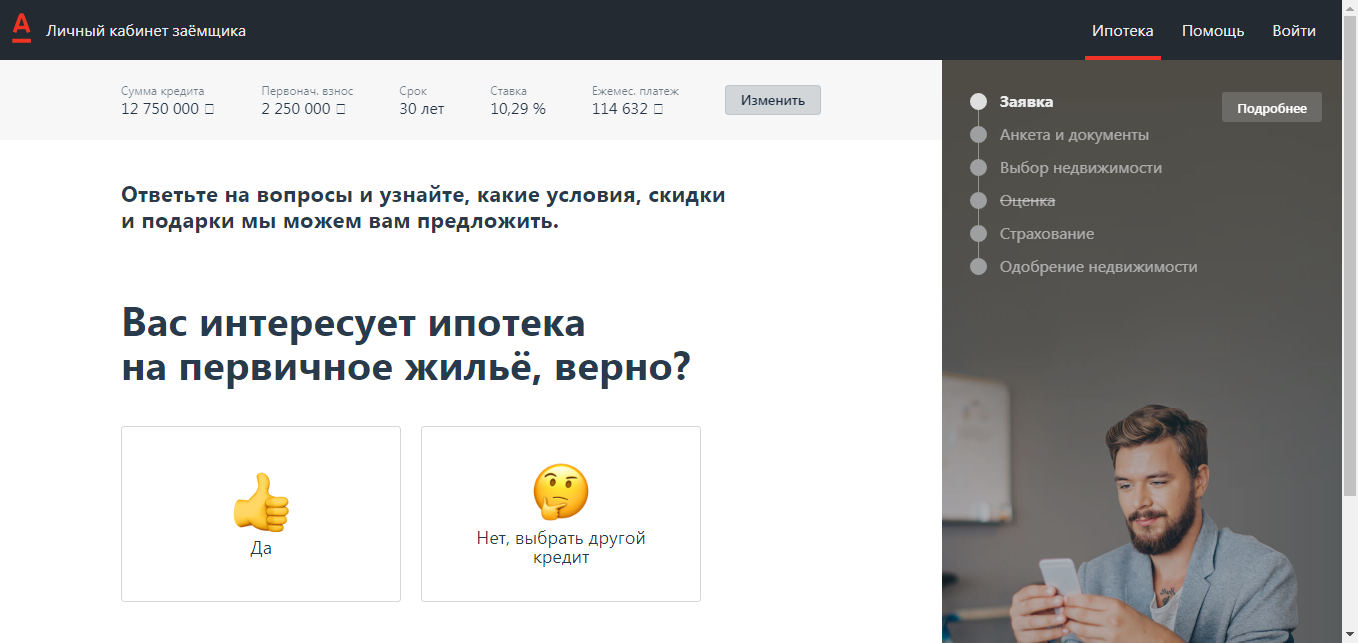 А Личный кабинет заёмщика Ипотека Помощь Войти
Сумма кредита Первонач. взнос Срок Ставка Ежемес. платеж
12 750 000 2 250 000 30 лет 10,29 % 114 632
Изменить
Ответьте на вопросы и узнайте, какие условия, скидки
и подарки мы можем вам предложить.
Вас интересует ипотека
на первичное жильё, верно?
Да
Нет, выбрать другой
кредит
Заявка
Подробнее
Анкета и документы
Выбор недвижимости
Оценка
Страхование
Одобрение недвижимости